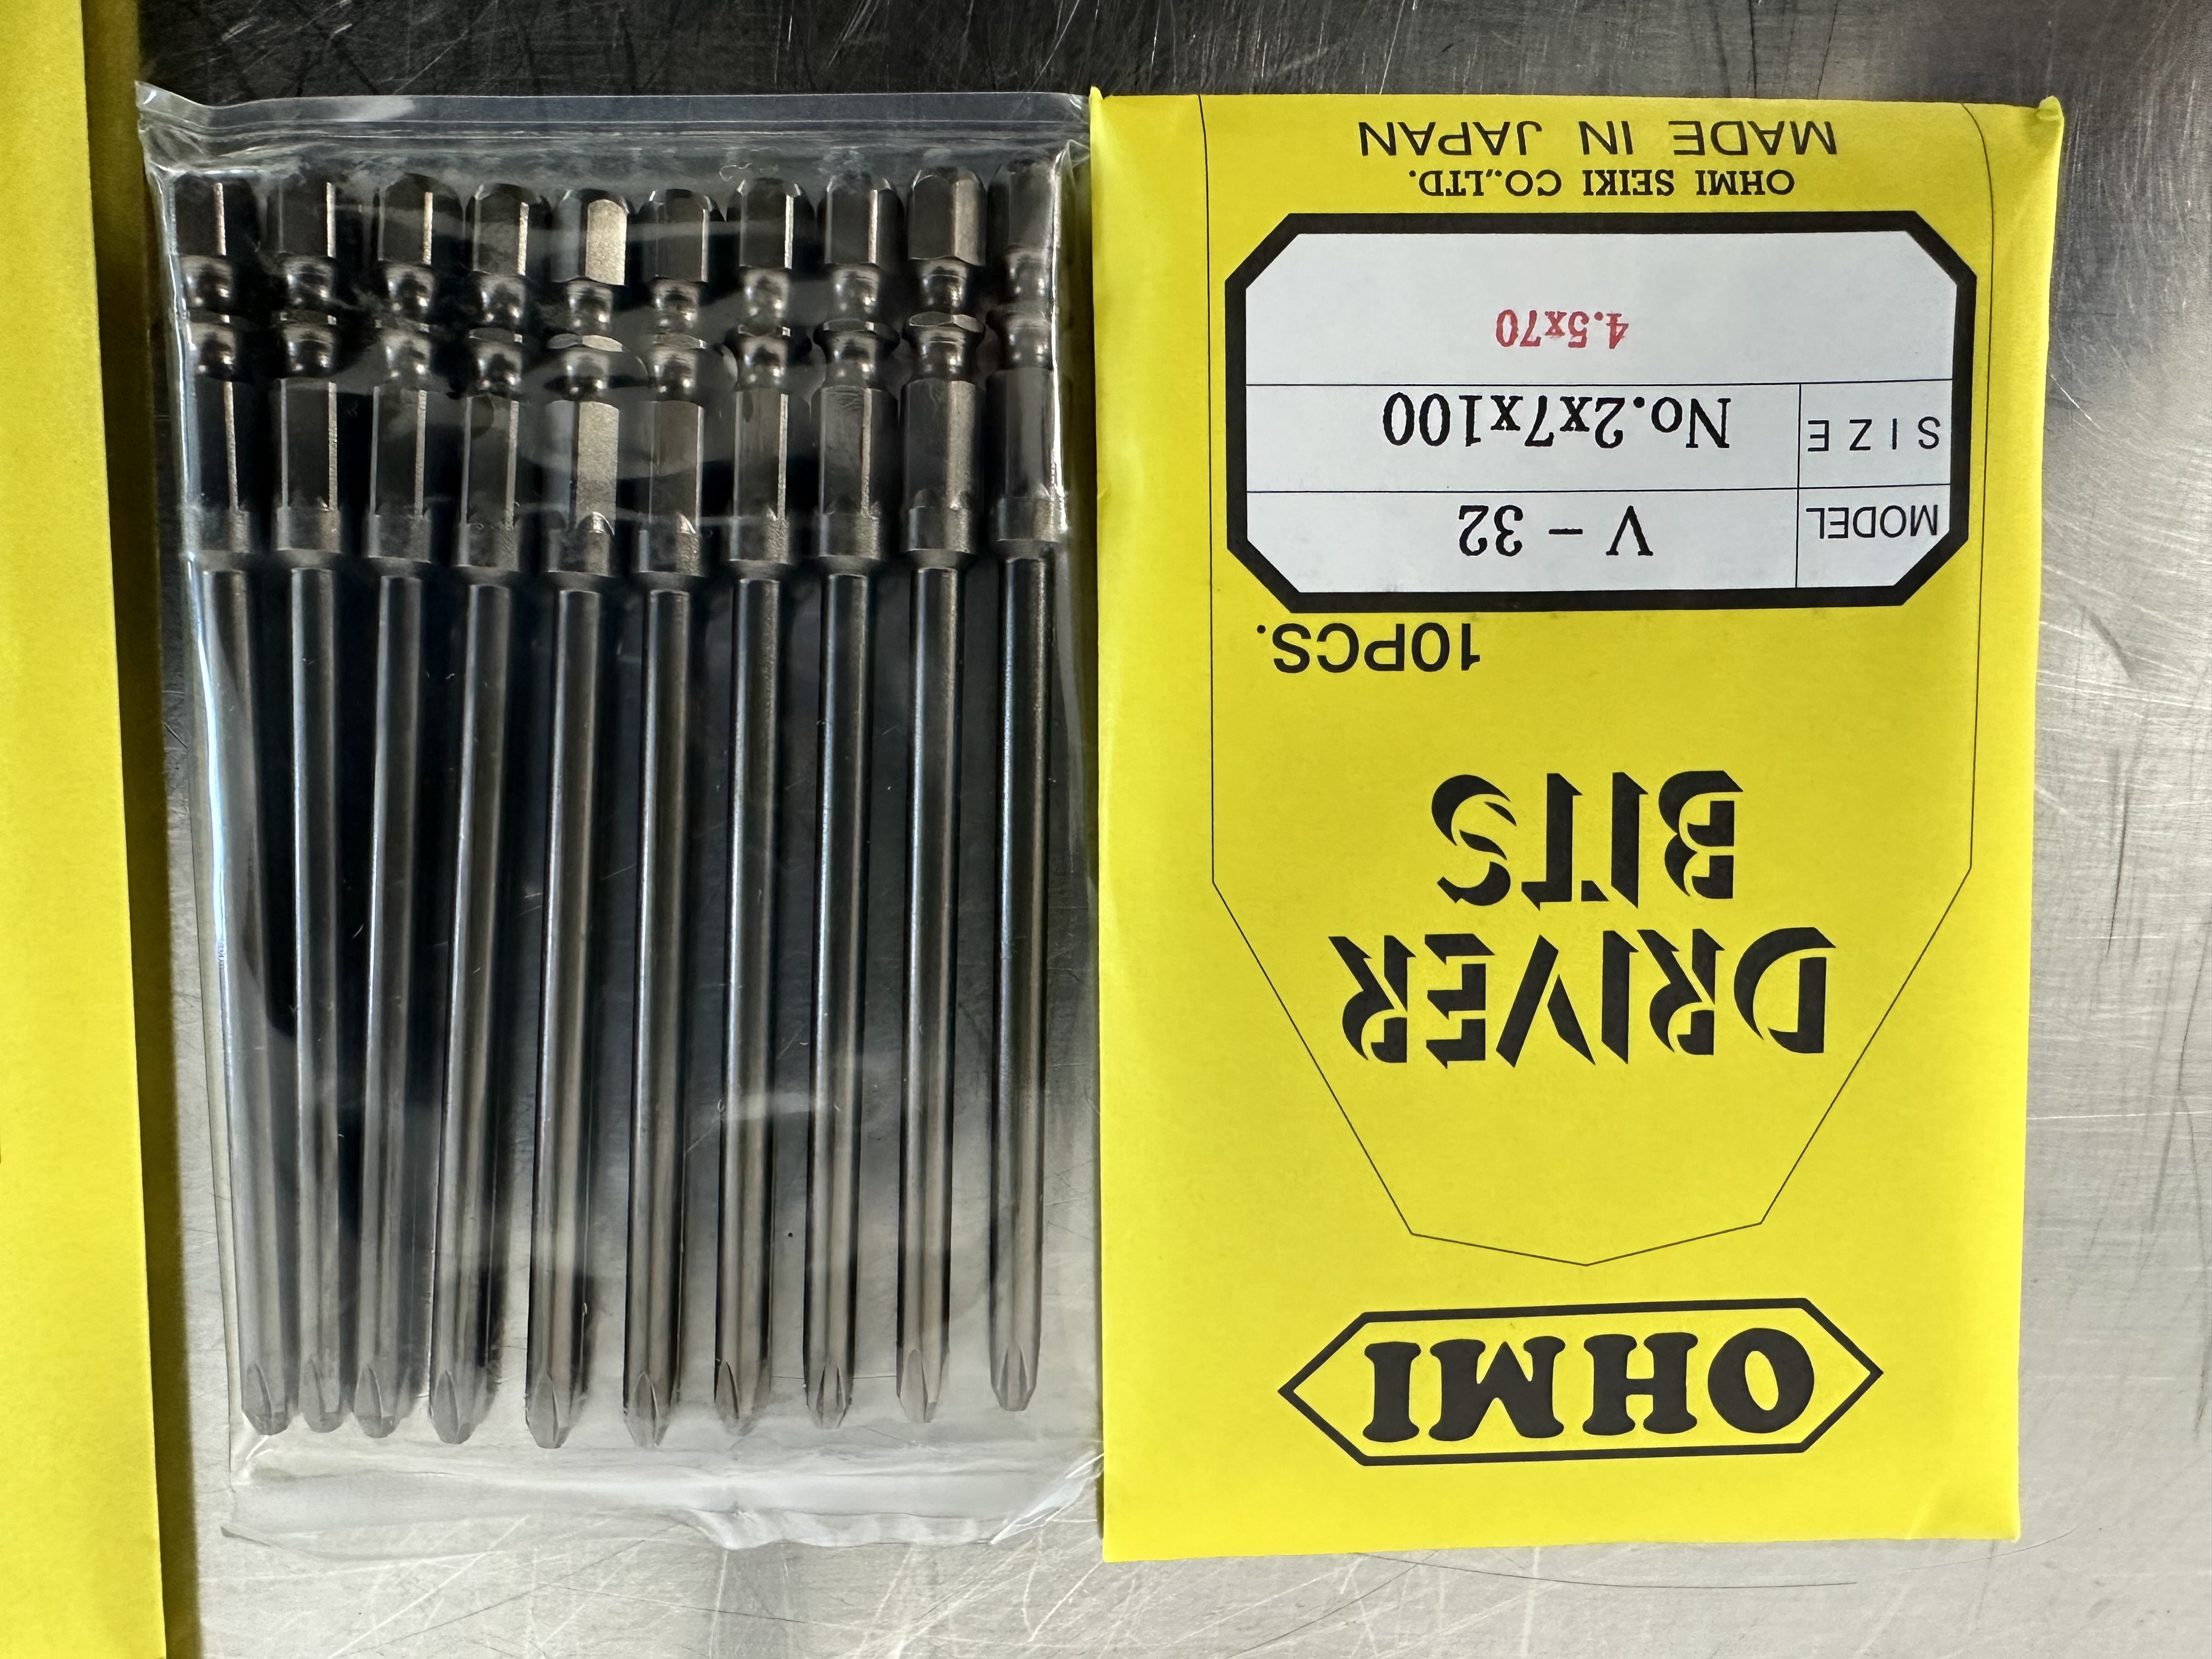 OHMI
DRIVER
BITS
10PCS.
MODEL V - 32
SIZE No.2x7x100
4.5x70
OHMI SEIKI CO.,LTD.
MADE IN JAPAN